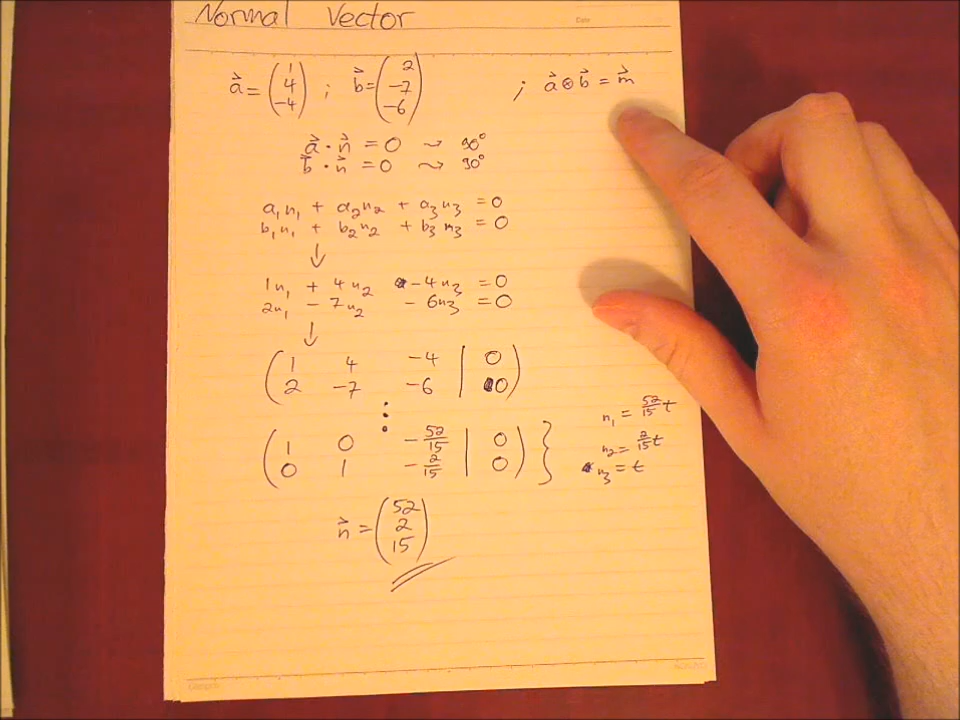 Normal Vector
Date
a⃗ = (1 4 -4) ; b⃗ = (2 -7 -6) ; a⃗ ⊗ b⃗ = m⃗
a⃗ · n⃗ = 0 ⤳ 90°
b⃗ · n⃗ = 0 ⤳ 90°
a₁n₁ + a₂n₂ + a₃n₃ = 0
b₁n₁ + b₂n₂ + b₃n₃ = 0
↓
1n₁ + 4n₂ - 4n₃ = 0
2n₁ - 7n₂ - 6n₃ = 0
↓
(1 4 -4 | 0)
(2 -7 -6 | 0)
⋮
(1 0 -52/15 | 0)
(0 1 -2/15 | 0) }
n₁ = 52/15 t
n₂ = 2/15 t
n₃ = t
n⃗ = (52 2 15)